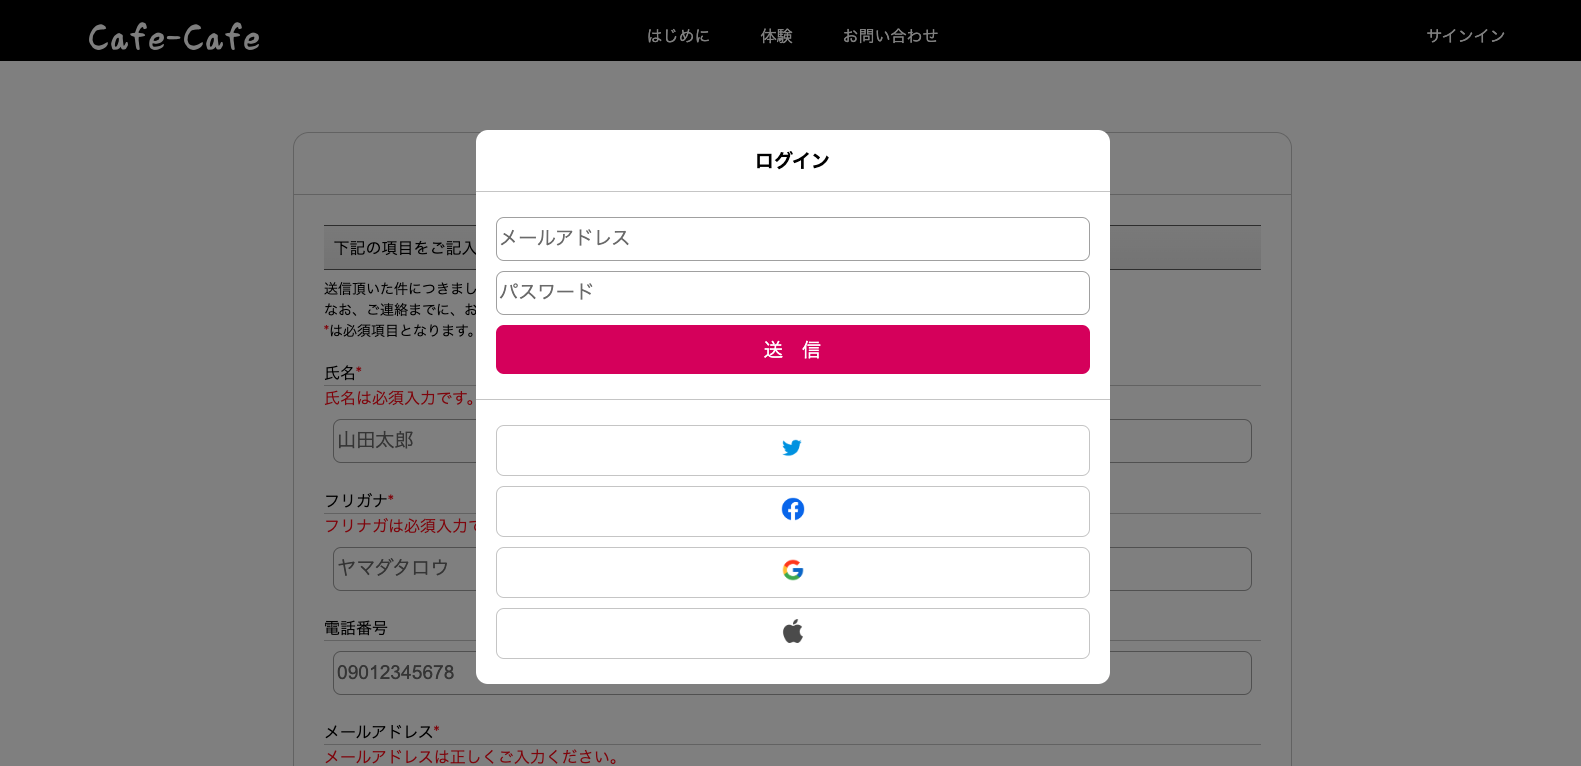 Cafe-Cafe
はじめに
体験
お問い合わせ
サインイン
ログイン
メールアドレス
パスワード
送　信
下記の項目をご記入
送信頂いた件につきまし
なお、ご連絡までに、お
*は必須項目となります。
氏名*
氏名は必須入力です。
山田太郎
フリガナ*
フリナガは必須入力で
ヤマダタロウ
電話番号
09012345678
メールアドレス*
メールアドレスは正しくご入力ください。